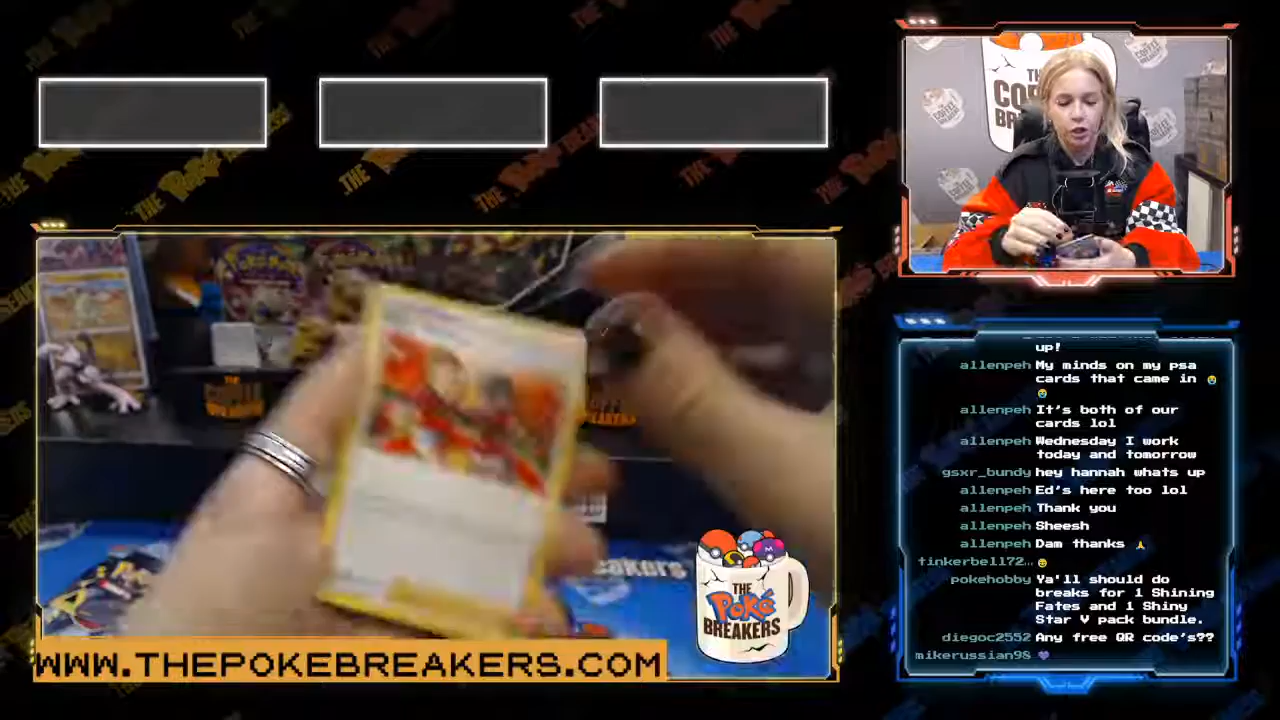 THE
COFFEE
BREAKERS
up!
allenpeh My minds on my psa
cards that came in 😭
😭
allenpeh It's both of our
cards lol
allenpeh Wednesday I work
today and tomorrow
gsxr_bundy hey hannah whats up
allenpeh Ed's here too lol
allenpeh Thank you
allenpeh Sheesh
allenpeh Dam thanks 🙏
tinkerbell72… 😄
pokehobby Ya'll should do
breaks for 1 Shining
Fates and 1 Shiny
Star V pack bundle.
diegoc2552 Any free QR code's??
mikerussian98 💜
THE
Poké
BREAKERS
WWW.THEPOKEBREAKERS.COM